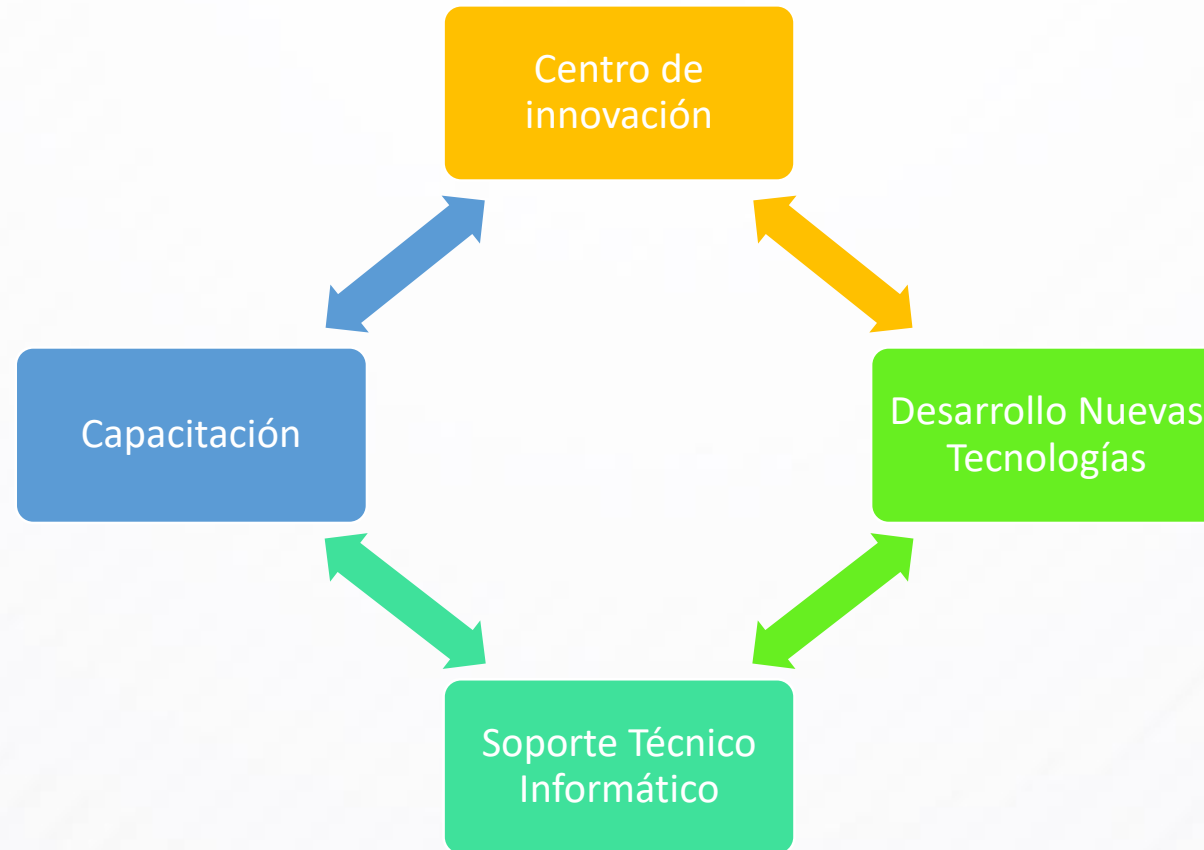 Centro de
innovación
Capacitación
Desarrollo Nuevas
Tecnologías
Soporte Técnico
Informático